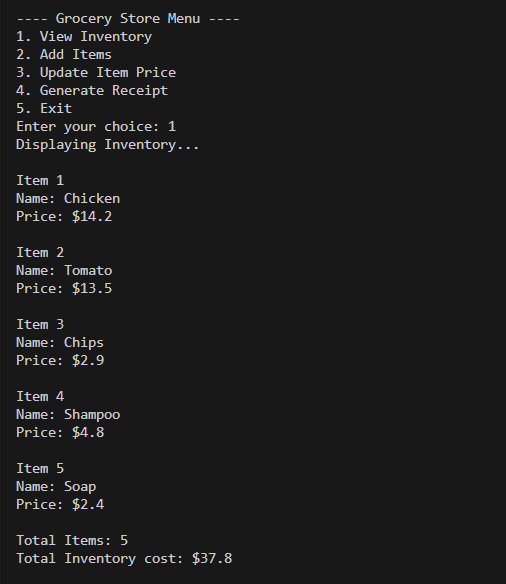 ---- Grocery Store Menu ----
1. View Inventory
2. Add Items
3. Update Item Price
4. Generate Receipt
5. Exit
Enter your choice: 1
Displaying Inventory...
Item 1
Name: Chicken
Price: $14.2
Item 2
Name: Tomato
Price: $13.5
Item 3
Name: Chips
Price: $2.9
Item 4
Name: Shampoo
Price: $4.8
Item 5
Name: Soap
Price: $2.4
Total Items: 5
Total Inventory cost: $37.8